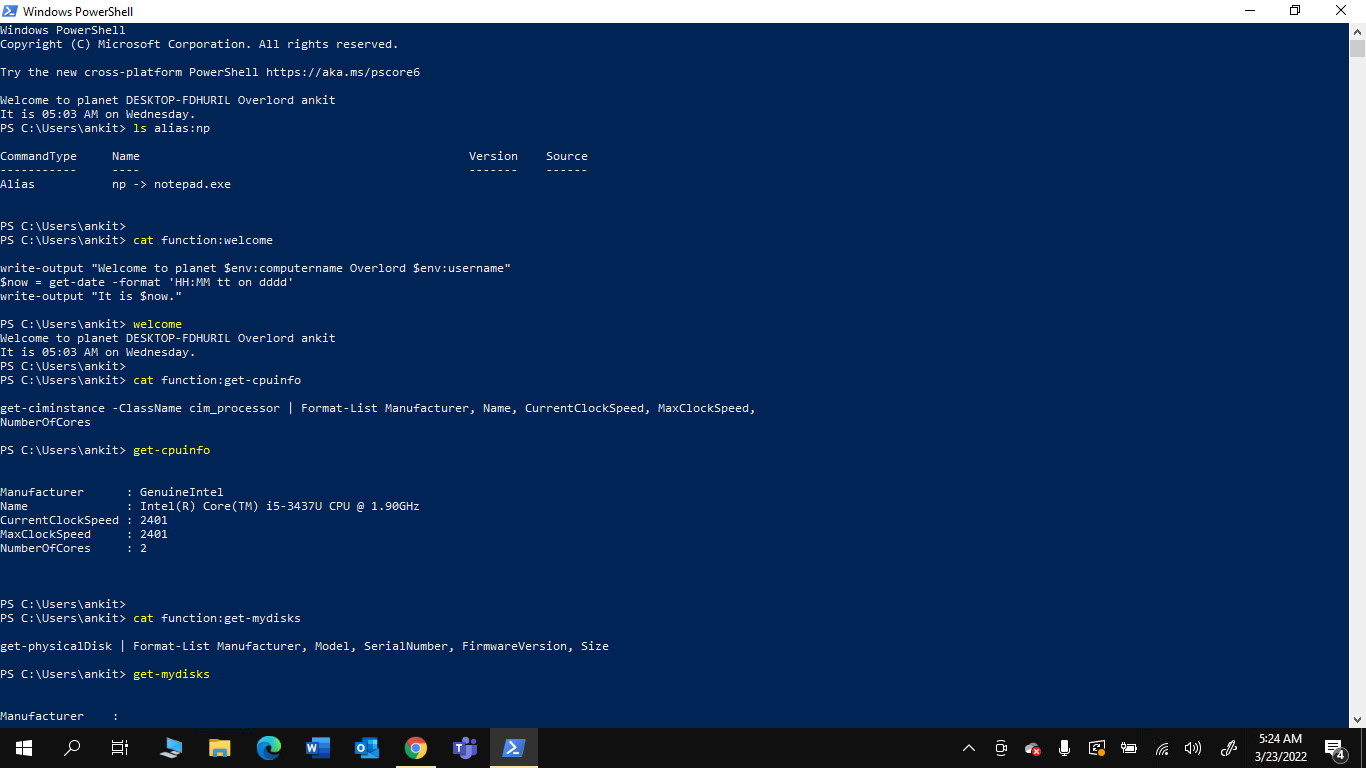 Windows PowerShell
Windows PowerShell
Copyright (C) Microsoft Corporation. All rights reserved.
Try the new cross-platform PowerShell https://aka.ms/pscore6
Welcome to planet DESKTOP-FDHURIL Overlord ankit
It is 05:03 AM on Wednesday.
PS C:\Users\ankit> ls alias:np
CommandType     Name                                               Version    Source
-----------     ----                                               -------    ------
Alias           np -> notepad.exe
PS C:\Users\ankit>
PS C:\Users\ankit> cat function:welcome
write-output "Welcome to planet $env:computername Overlord $env:username"
$now = get-date -format 'HH:MM tt on dddd'
write-output "It is $now."
PS C:\Users\ankit> welcome
Welcome to planet DESKTOP-FDHURIL Overlord ankit
It is 05:03 AM on Wednesday.
PS C:\Users\ankit>
PS C:\Users\ankit> cat function:get-cpuinfo
get-ciminstance -ClassName cim_processor | Format-List Manufacturer, Name, CurrentClockSpeed, MaxClockSpeed,
NumberOfCores
PS C:\Users\ankit> get-cpuinfo
Manufacturer      : GenuineIntel
Name              : Intel(R) Core(TM) i5-3437U CPU @ 1.90GHz
CurrentClockSpeed : 2401
MaxClockSpeed     : 2401
NumberOfCores     : 2
PS C:\Users\ankit>
PS C:\Users\ankit> cat function:get-mydisks
get-physicalDisk | Format-List Manufacturer, Model, SerialNumber, FirmwareVersion, Size
PS C:\Users\ankit> get-mydisks
Manufacturer    :
5:24 AM
3/23/2022
4